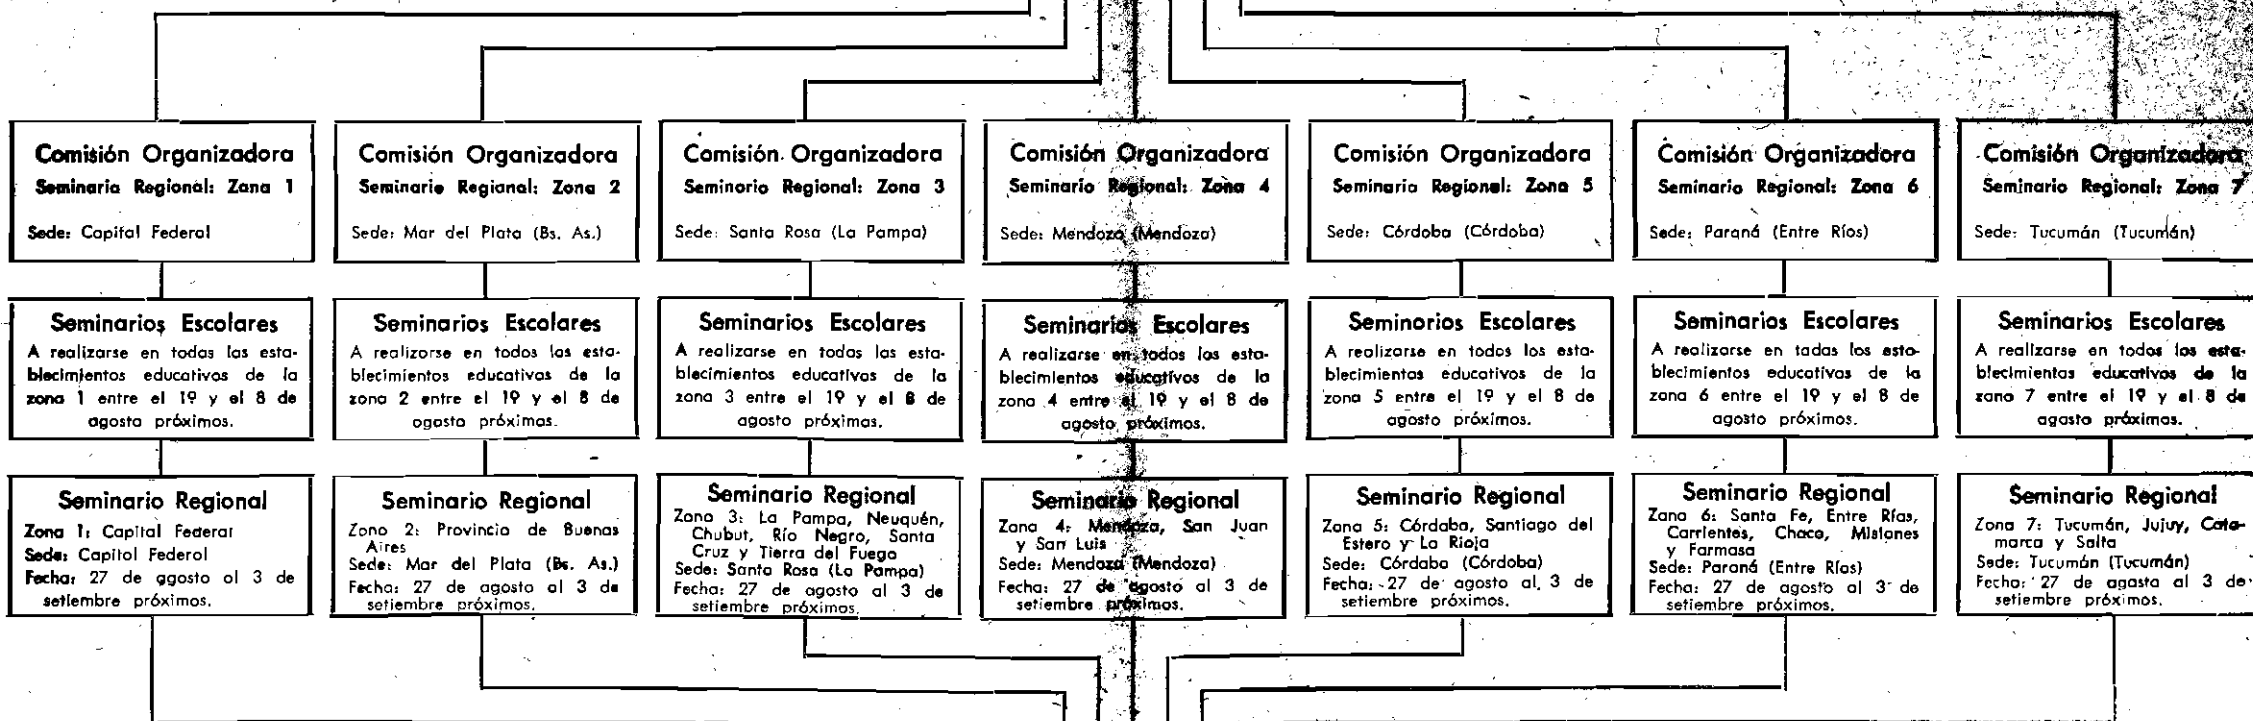 Comisión Organizadora
Seminario Regional: Zona 1
Sede: Capital Federal
Comisión Organizadora
Seminario Regional: Zona 2
Sede: Mar del Plata (Bs. As.)
Comisión Organizadora
Seminario Regional: Zona 3
Sede: Santa Rosa (La Pampa)
Comisión Organizadora
Seminario Regional: Zona 4
Sede: Mendoza (Mendoza)
Comisión Organizadora
Seminario Regional: Zona 5
Sede: Córdoba (Córdoba)
Comisión Organizadora
Seminario Regional: Zona 6
Sede: Paraná (Entre Ríos)
Comisión Organizadora
Seminario Regional: Zona 7
Sede: Tucumán (Tucumán)
Seminarios Escolares
A realizarse en todos los esta-
blecimientos educativos de la
zona 1 entre el 1º y el 8 de
agosto próximos.
Seminarios Escolares
A realizarse en todos los esta-
blecimientos educativos de la
zona 2 entre el 1º y el 8 de
agosto próximos.
Seminarios Escolares
A realizarse en todos los esta-
blecimientos educativos de la
zona 3 entre el 1º y el 8 de
agosto próximos.
Seminarios Escolares
A realizarse en todos los esta-
blecimientos educativos de la
zona 4 entre el 1º y el 8 de
agosto próximos.
Seminarios Escolares
A realizarse en todos los esta-
blecimientos educativos de la
zona 5 entre el 1º y el 8 de
agosto próximos.
Seminarios Escolares
A realizarse en todos los esta-
blecimientos educativos de la
zona 6 entre el 1º y el 8 de
agosto próximos.
Seminarios Escolares
A realizarse en todos los esta-
blecimientos educativos de la
zona 7 entre el 1º y el 8 de
agosto próximos.
Seminario Regional
Zona 1: Capital Federal
Sede: Capital Federal
Fecha: 27 de agosto al 3 de
setiembre próximos.
Seminario Regional
Zona 2: Provincia de Buenos
Aires
Sede: Mar del Plata (Bs. As.)
Fecha: 27 de agosto al 3 de
setiembre próximos.
Seminario Regional
Zona 3: La Pampa, Neuquén,
Chubut, Río Negro, Santa
Cruz y Tierra del Fuego
Sede: Santa Rosa (La Pampa)
Fecha: 27 de agosto al 3 de
setiembre próximos.
Seminario Regional
Zona 4: Mendoza, San Juan
y San Luis
Sede: Mendoza (Mendoza)
Fecha: 27 de agosto al 3 de
setiembre próximos.
Seminario Regional
Zona 5: Córdoba, Santiago del
Estero y La Rioja
Sede: Córdoba (Córdoba)
Fecha: 27 de agosto al 3 de
setiembre próximos.
Seminario Regional
Zona 6: Santa Fe, Entre Ríos,
Corrientes, Chaco, Misiones
y Formosa
Sede: Paraná (Entre Ríos)
Fecha: 27 de agosto al 3 de
setiembre próximos.
Seminario Regional
Zona 7: Tucumán, Jujuy, Cata-
marca y Salta
Sede: Tucumán (Tucumán)
Fecha: 27 de agosto al 3 de
setiembre próximos.